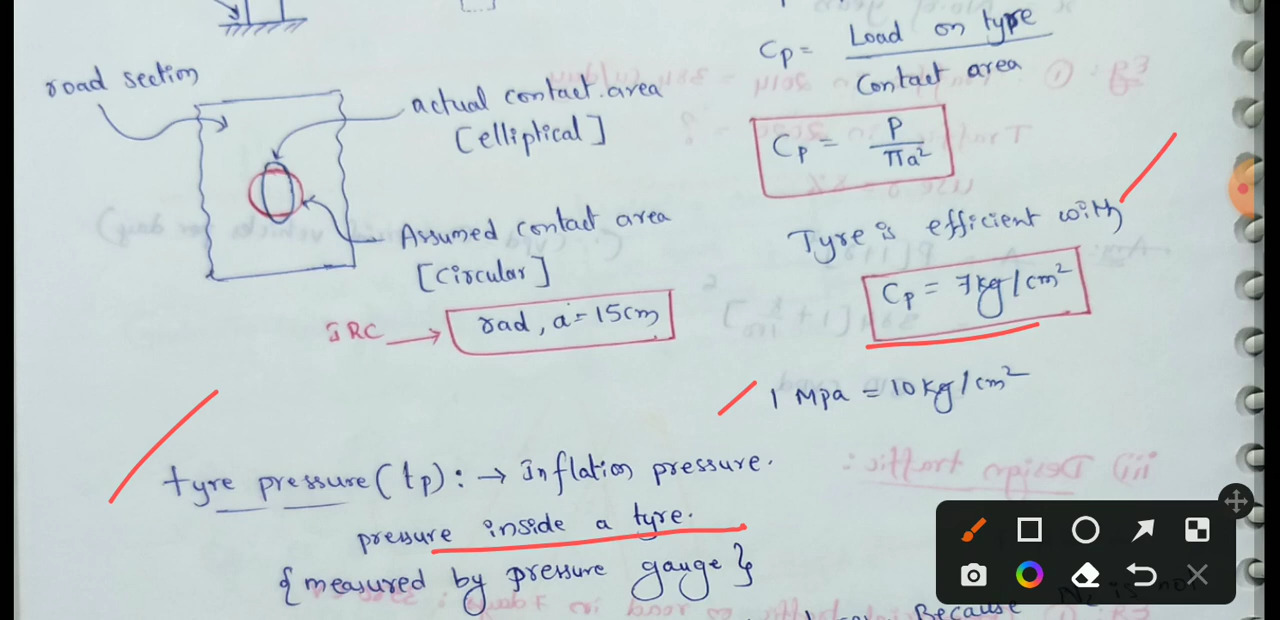 road section
actual contact area
[elliptical]
Assumed contact area
[circular]
IRC → rad, a = 15cm
Cp = Load on type / Contact area
Cp = P / πa²
Tyre is efficient with
Cp = 7kg/cm²
1 Mpa = 10kg/cm²
tyre pressure (tp) : → Inflation pressure.
pressure inside a tyre.
{measured by pressure gauge}
Because